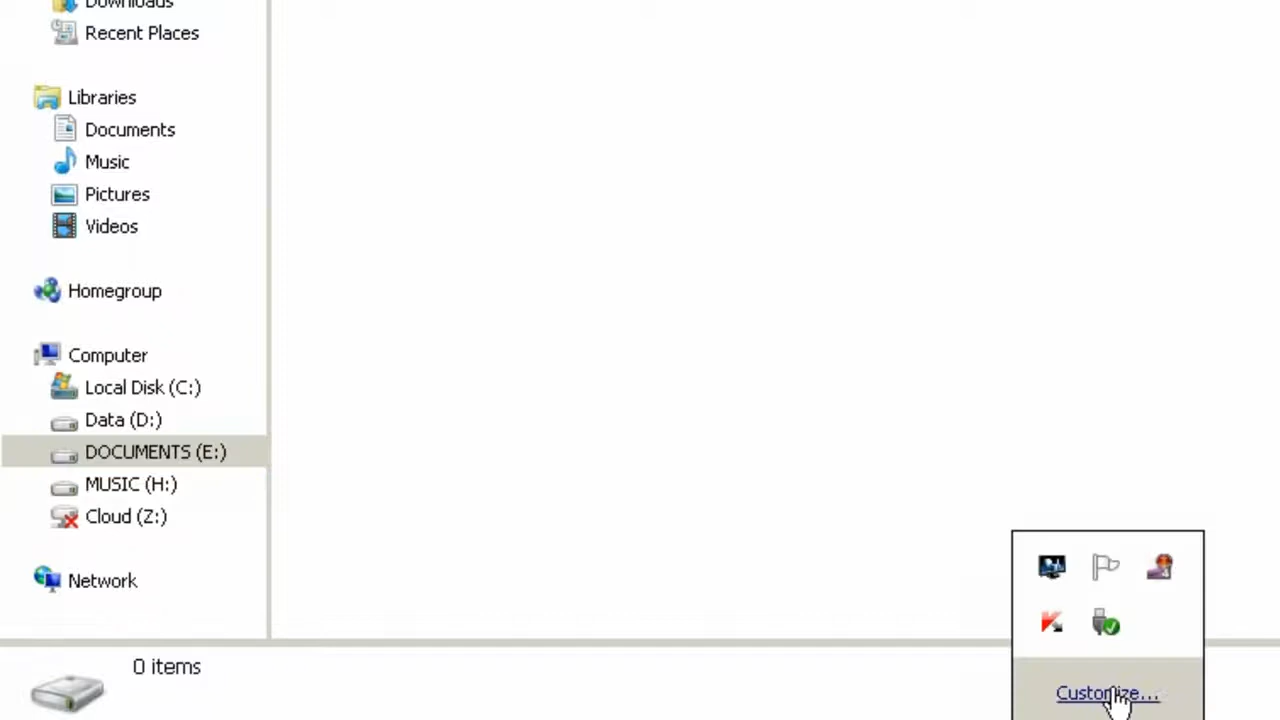 Downloads
Recent Places
Libraries
Documents
Music
Pictures
Videos
Homegroup
Computer
Local Disk (C:)
Data (D:)
DOCUMENTS (E:)
MUSIC (H:)
Cloud (Z:)
Network
0 items
Customize...